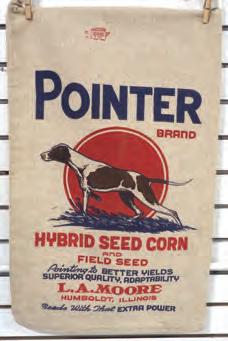 POINTER
BRAND
HYBRID SEED CORN
AND
FIELD SEED
Pointing to BETTER YIELDS
SUPERIOR QUALITY, ADAPTABILITY
L.A. MOORE
HUMBOLDT, ILLINOIS
Seeds With That EXTRA POWER